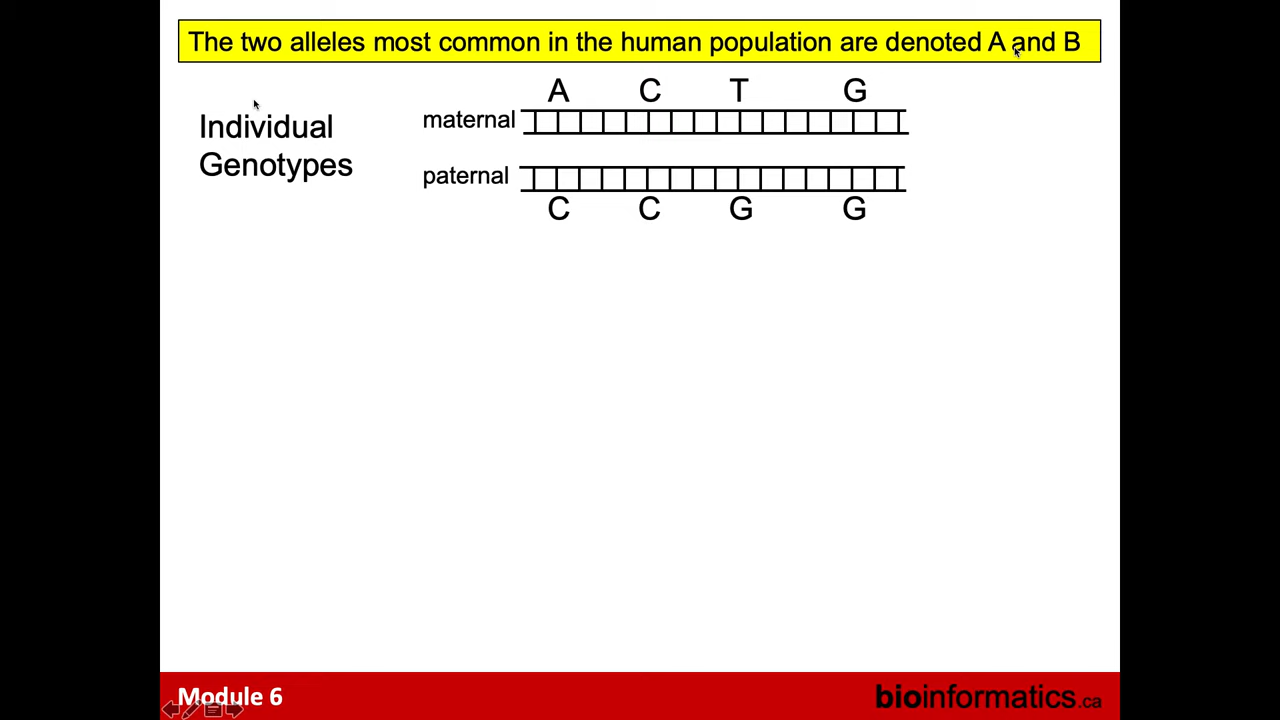 The two alleles most common in the human population are denoted A and B
A C T G
Individual
Genotypes
maternal
paternal
C C G G
Module 6
bioinformatics.ca